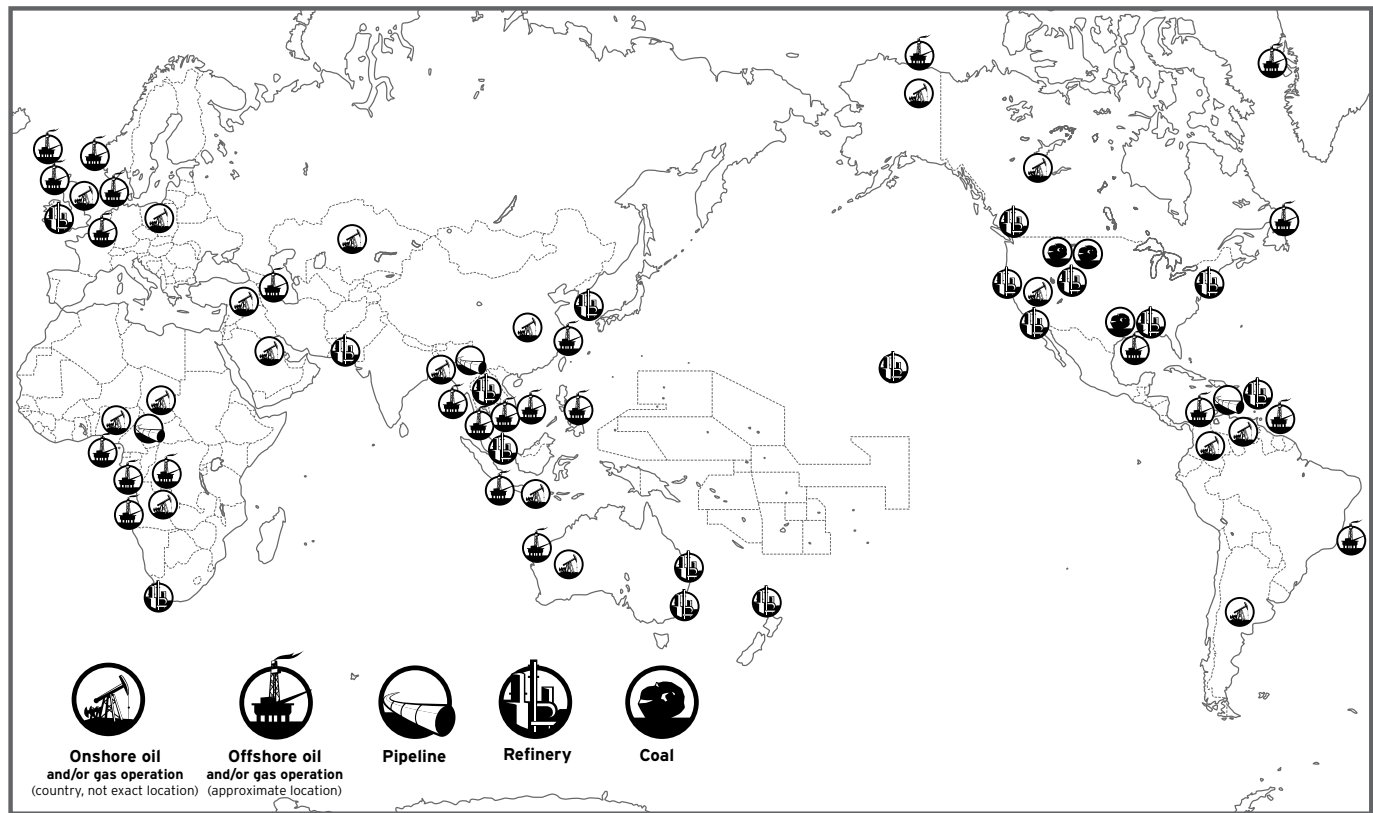 Onshore oil
and/or gas operation
(country, not exact location)
Offshore oil
and/or gas operation
(approximate location)
Pipeline
Refinery
Coal